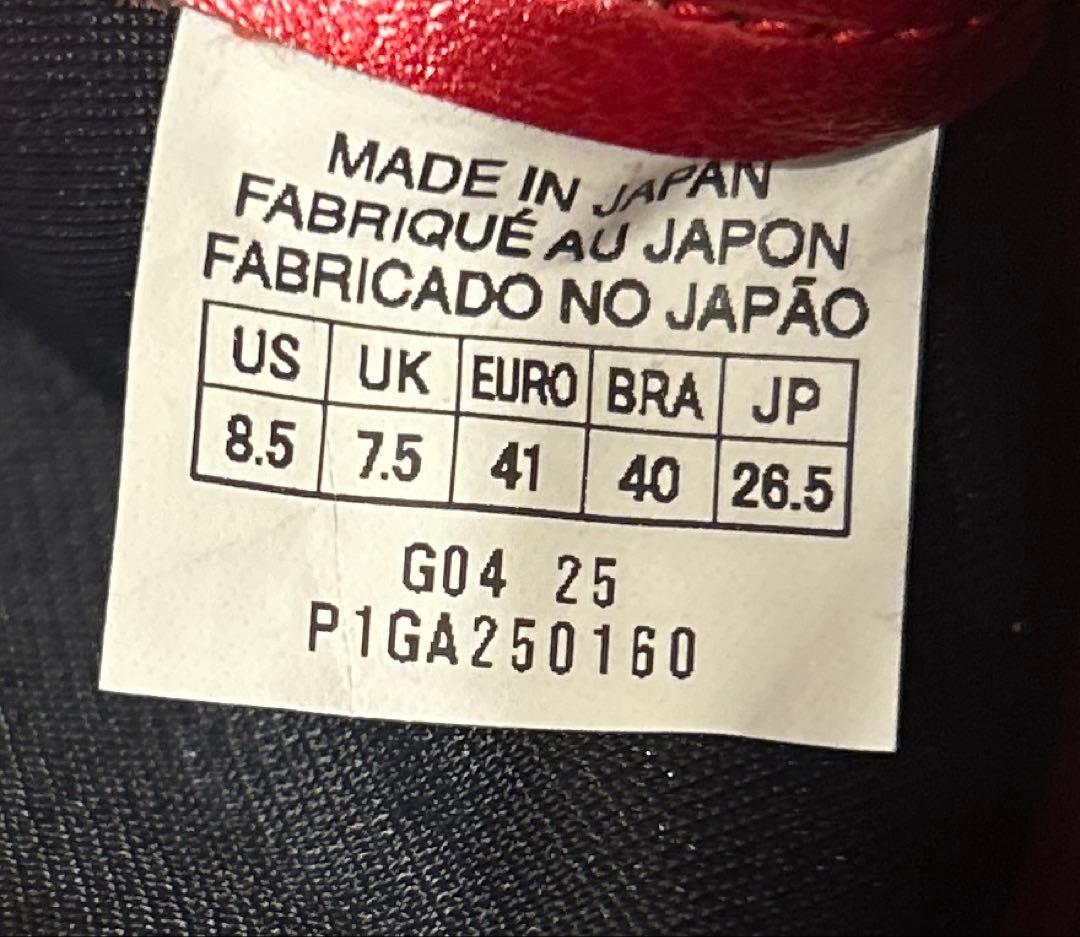 MADE IN JAPAN
FABRIQUÉ AU JAPON
FABRICADO NO JAPÃO
US UK EURO BRA JP
8.5 7.5 41 40 26.5
G04 25
P1GA250160